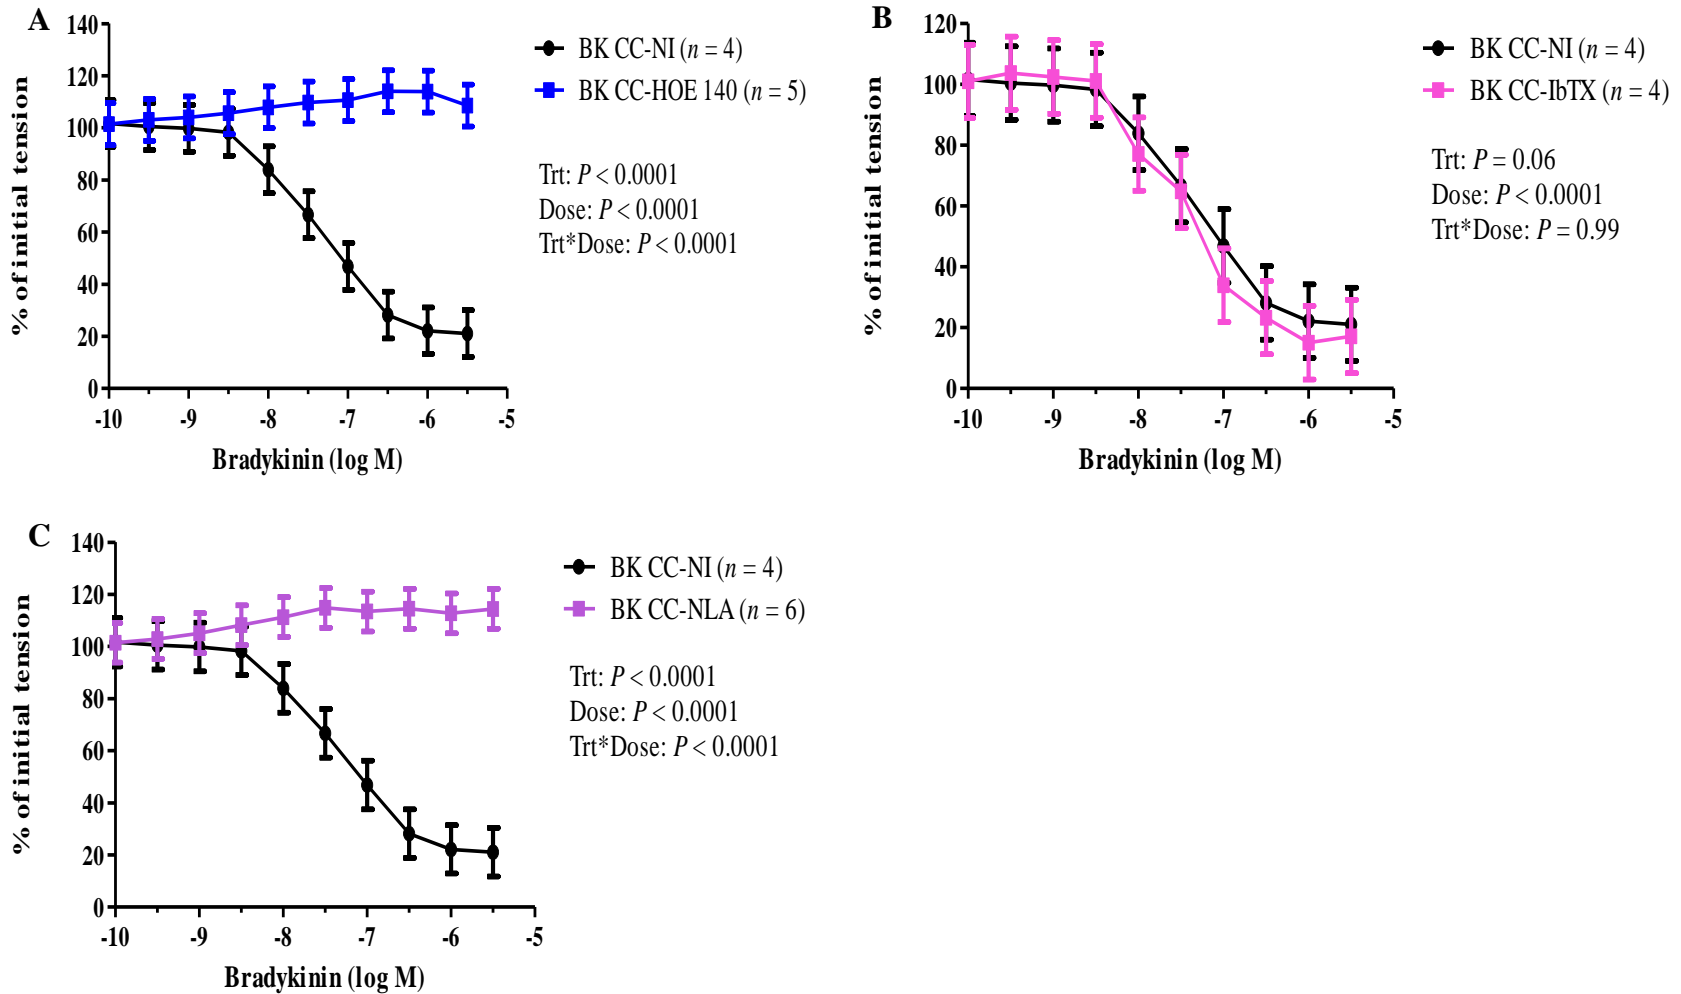 A
140
120
100
80
60
40
20
0
% of initial tension
-10 -9 -8 -7 -6 -5
Bradykinin (log M)
BK CC-NI (n = 4)
BK CC-HOE 140 (n = 5)
Trt: P < 0.0001
Dose: P < 0.0001
Trt*Dose: P < 0.0001
B
120
100
80
60
40
20
0
% of initial tension
-10 -9 -8 -7 -6 -5
Bradykinin (log M)
BK CC-NI (n = 4)
BK CC-IbTX (n = 4)
Trt: P = 0.06
Dose: P < 0.0001
Trt*Dose: P = 0.99
C
140
120
100
80
60
40
20
0
% of initial tension
-10 -9 -8 -7 -6 -5
Bradykinin (log M)
BK CC-NI (n = 4)
BK CC-NLA (n = 6)
Trt: P < 0.0001
Dose: P < 0.0001
Trt*Dose: P < 0.0001